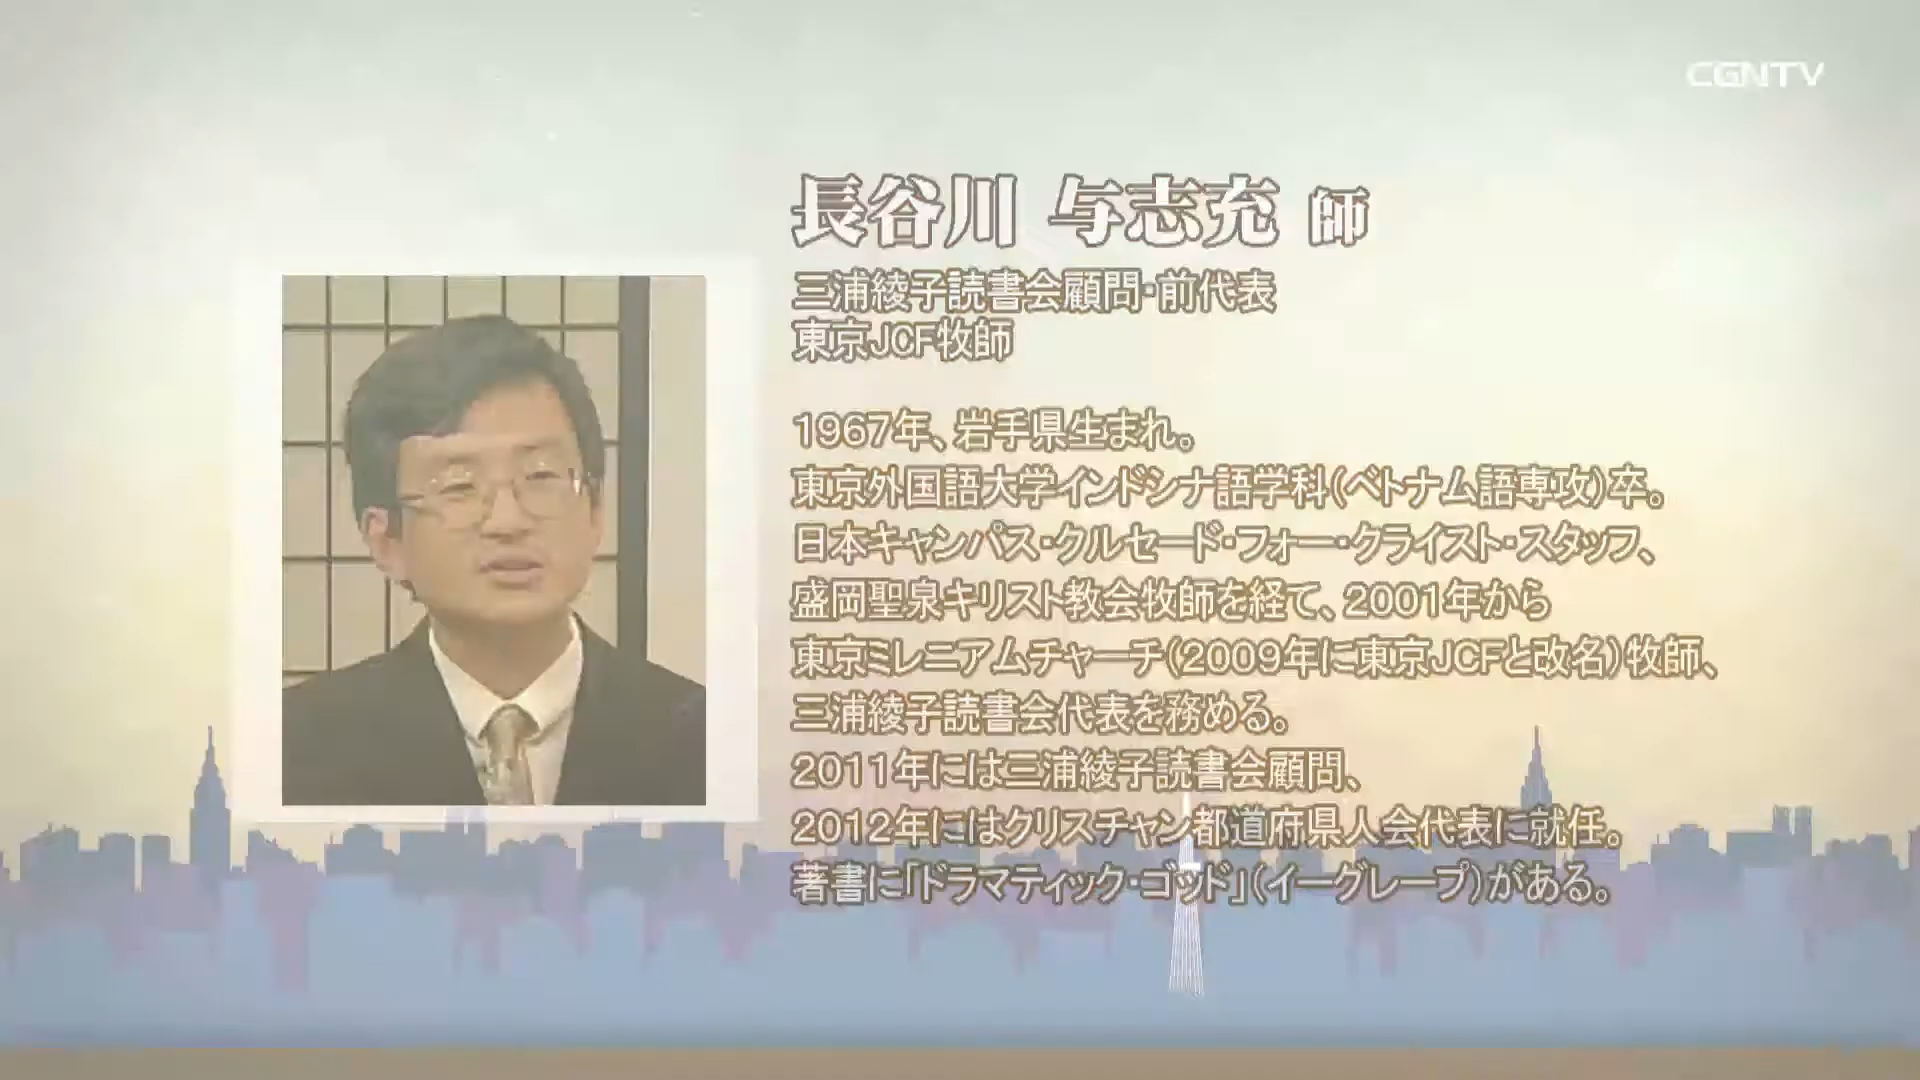 CGNTV
長谷川 与志充 師
三浦綾子読書会顧問・前代表
東京JCF牧師
1967年、岩手県生まれ。
東京外国語大学インドシナ語学科(ベトナム語専攻)卒。
日本キャンパス・クルセード・フォー・クライスト・スタッフ、
盛岡聖泉キリスト教会牧師を経て、2001年から
東京ミレニアムチャーチ(2009年に東京JCFと改名)牧師、
三浦綾子読書会代表を務める。
2011年には三浦綾子読書会顧問、
2012年にはクリスチャン都道府県人会代表に就任。
著書に「ドラマティック・ゴッド」(イーグレープ)がある。